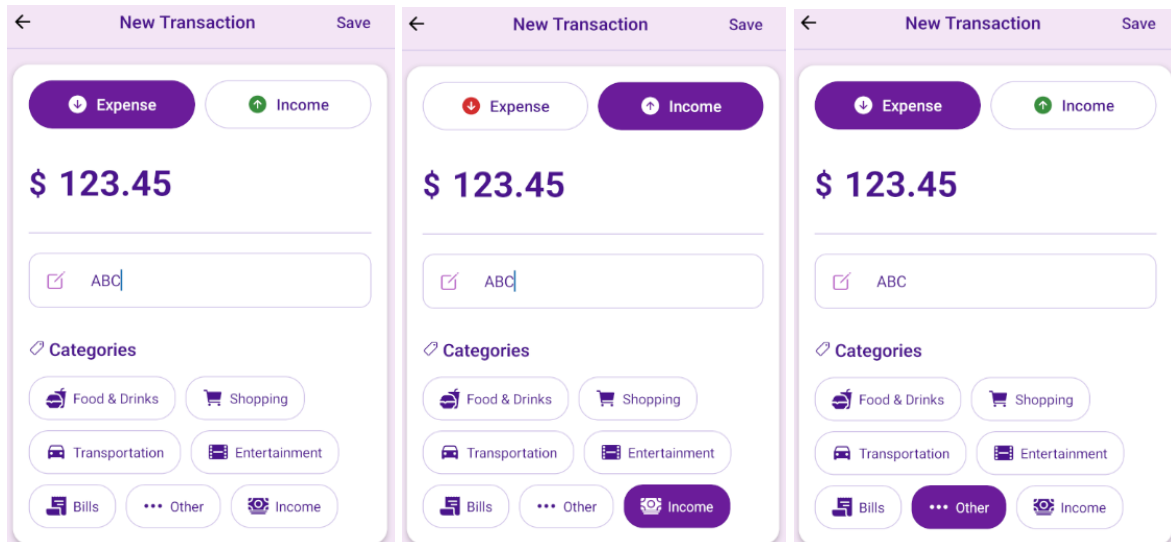 New Transaction Save
Expense Income
$ 123.45
ABC
Categories
Food & Drinks Shopping
Transportation Entertainment
Bills Other Income
New Transaction Save
Expense Income
$ 123.45
ABC
Categories
Food & Drinks Shopping
Transportation Entertainment
Bills Other Income
New Transaction Save
Expense Income
$ 123.45
ABC
Categories
Food & Drinks Shopping
Transportation Entertainment
Bills Other Income